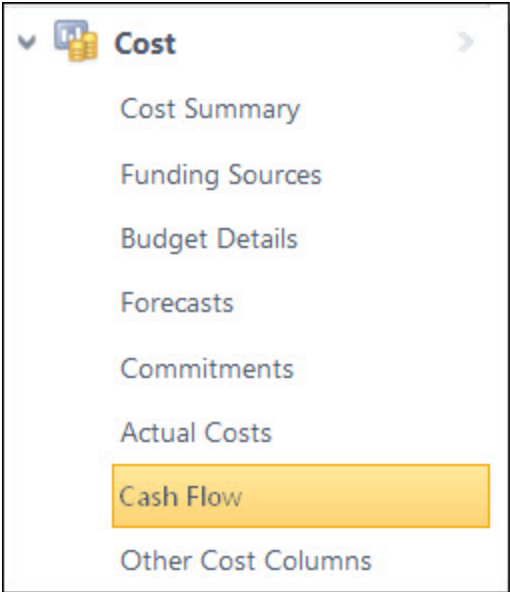 Cost
Cost Summary
Funding Sources
Budget Details
Forecasts
Commitments
Actual Costs
Cash Flow
Other Cost Columns